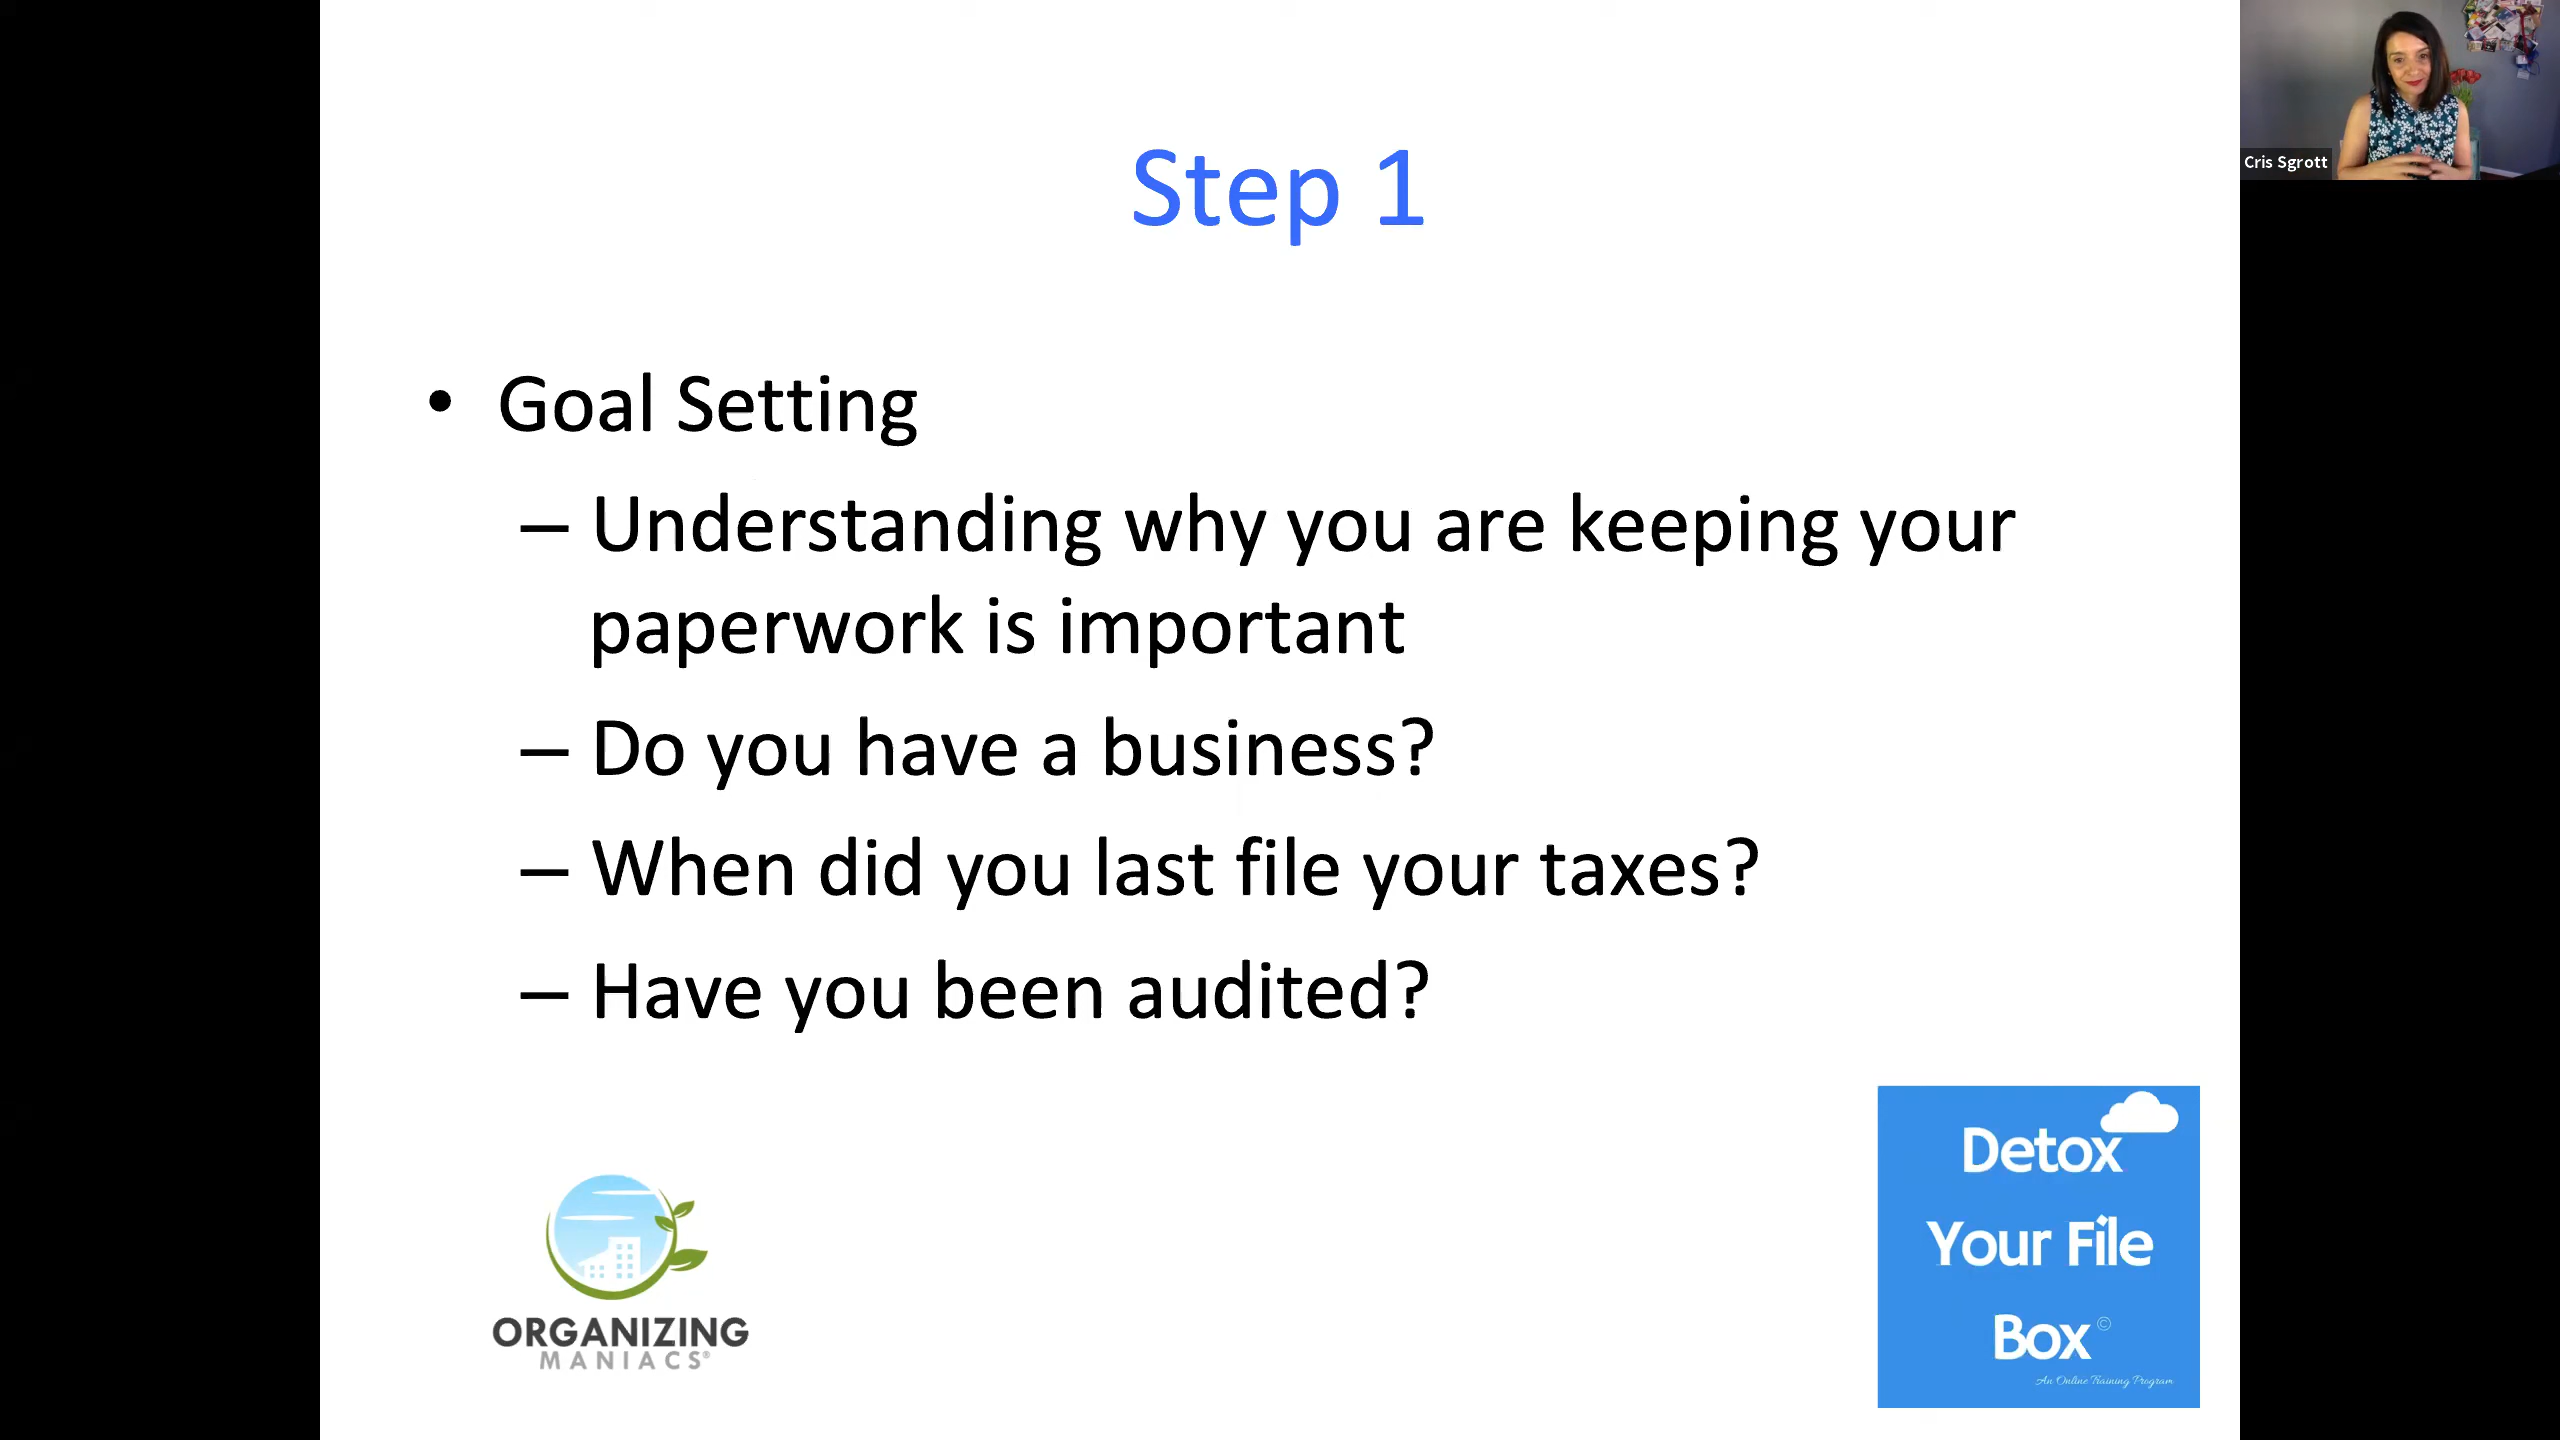 Step 1
Cris Sgrott
• Goal Setting
– Understanding why you are keeping your
paperwork is important
– Do you have a business?
– When did you last file your taxes?
– Have you been audited?
ORGANIZING
MANIACS®
Detox
Your File
Box ©
An Online Training Program